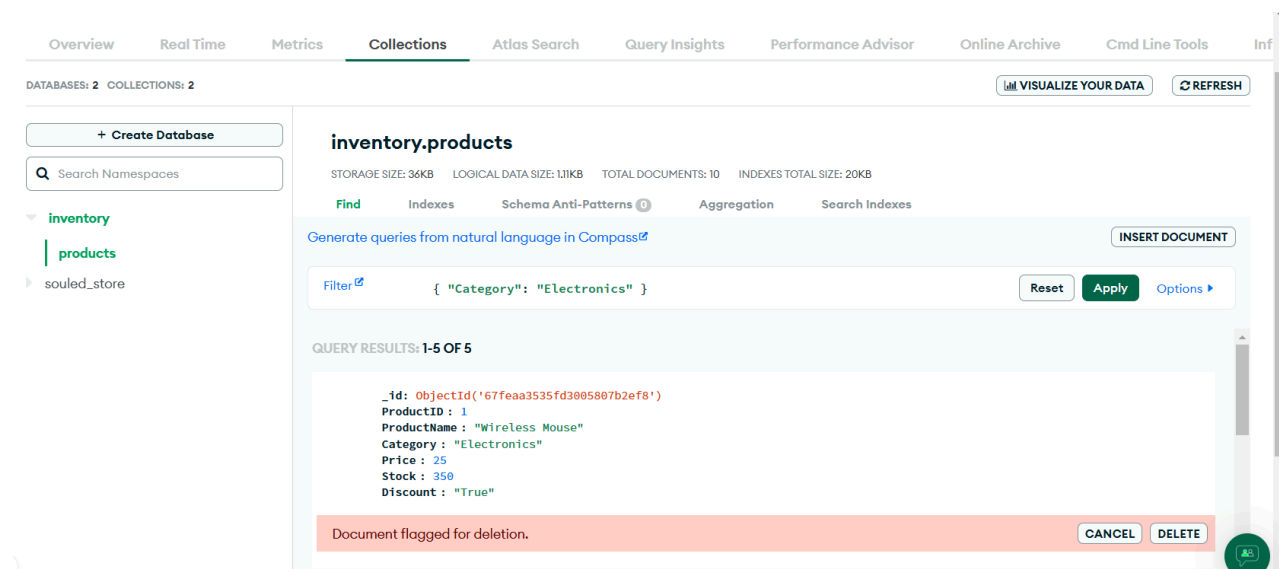 Overview Real Time Metrics Collections Atlas Search Query Insights Performance Advisor Online Archive Cmd Line Tools
DATABASES: 2 COLLECTIONS: 2 VISUALIZE YOUR DATA REFRESH
+ Create Database
Search Namespaces
inventory
products
souled_store
inventory.products
STORAGE SIZE: 36KB LOGICAL DATA SIZE: 1.11KB TOTAL DOCUMENTS: 10 INDEXES TOTAL SIZE: 20KB
Find Indexes Schema Anti-Patterns 0 Aggregation Search Indexes
Generate queries from natural language in Compass INSERT DOCUMENT
Filter { "Category": "Electronics" } Reset Apply Options
QUERY RESULTS: 1-5 OF 5
_id: ObjectId('67feaa3535fd3005807b2ef8')
ProductID : 1
ProductName : "Wireless Mouse"
Category : "Electronics"
Price : 25
Stock : 350
Discount : "True"
Document flagged for deletion. CANCEL DELETE